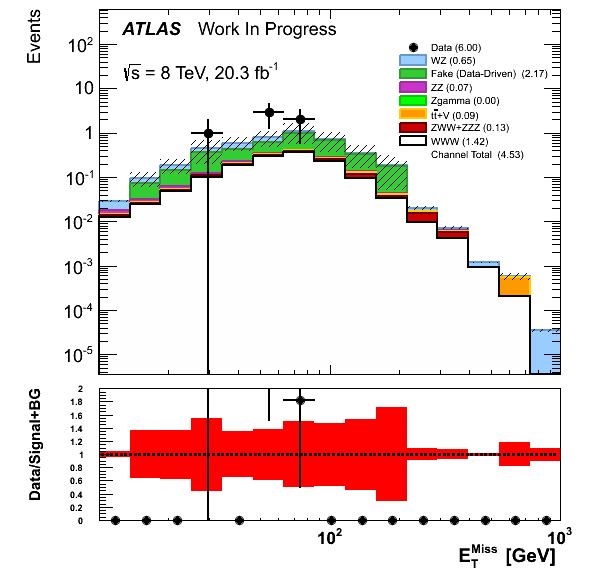 Events
ATLAS Work In Progress
√s = 8 TeV, 20.3 fb⁻¹
Data (6.00)
WZ (0.65)
Fake (Data-Driven) (2.17)
ZZ (0.07)
Zgamma (0.00)
tt̄+V (0.09)
ZWW+ZZZ (0.13)
WWW (1.42)
Channel Total (4.53)
10²
10
1
10⁻¹
10⁻²
10⁻³
10⁻⁴
10⁻⁵
Data/Signal+BG
2
1.8
1.6
1.4
1.2
1
0.8
0.6
0.4
0.2
0
10²
10³
E_T^Miss [GeV]